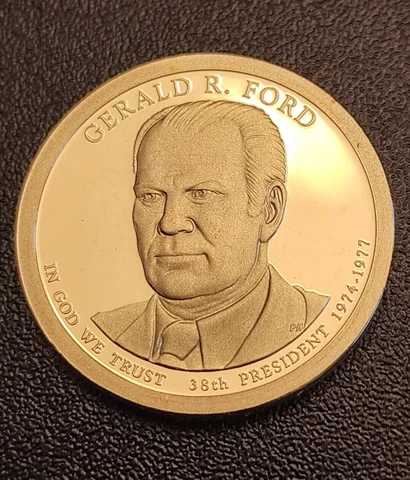 GERALD R. FORD
IN GOD WE TRUST
38th PRESIDENT 1974-1977